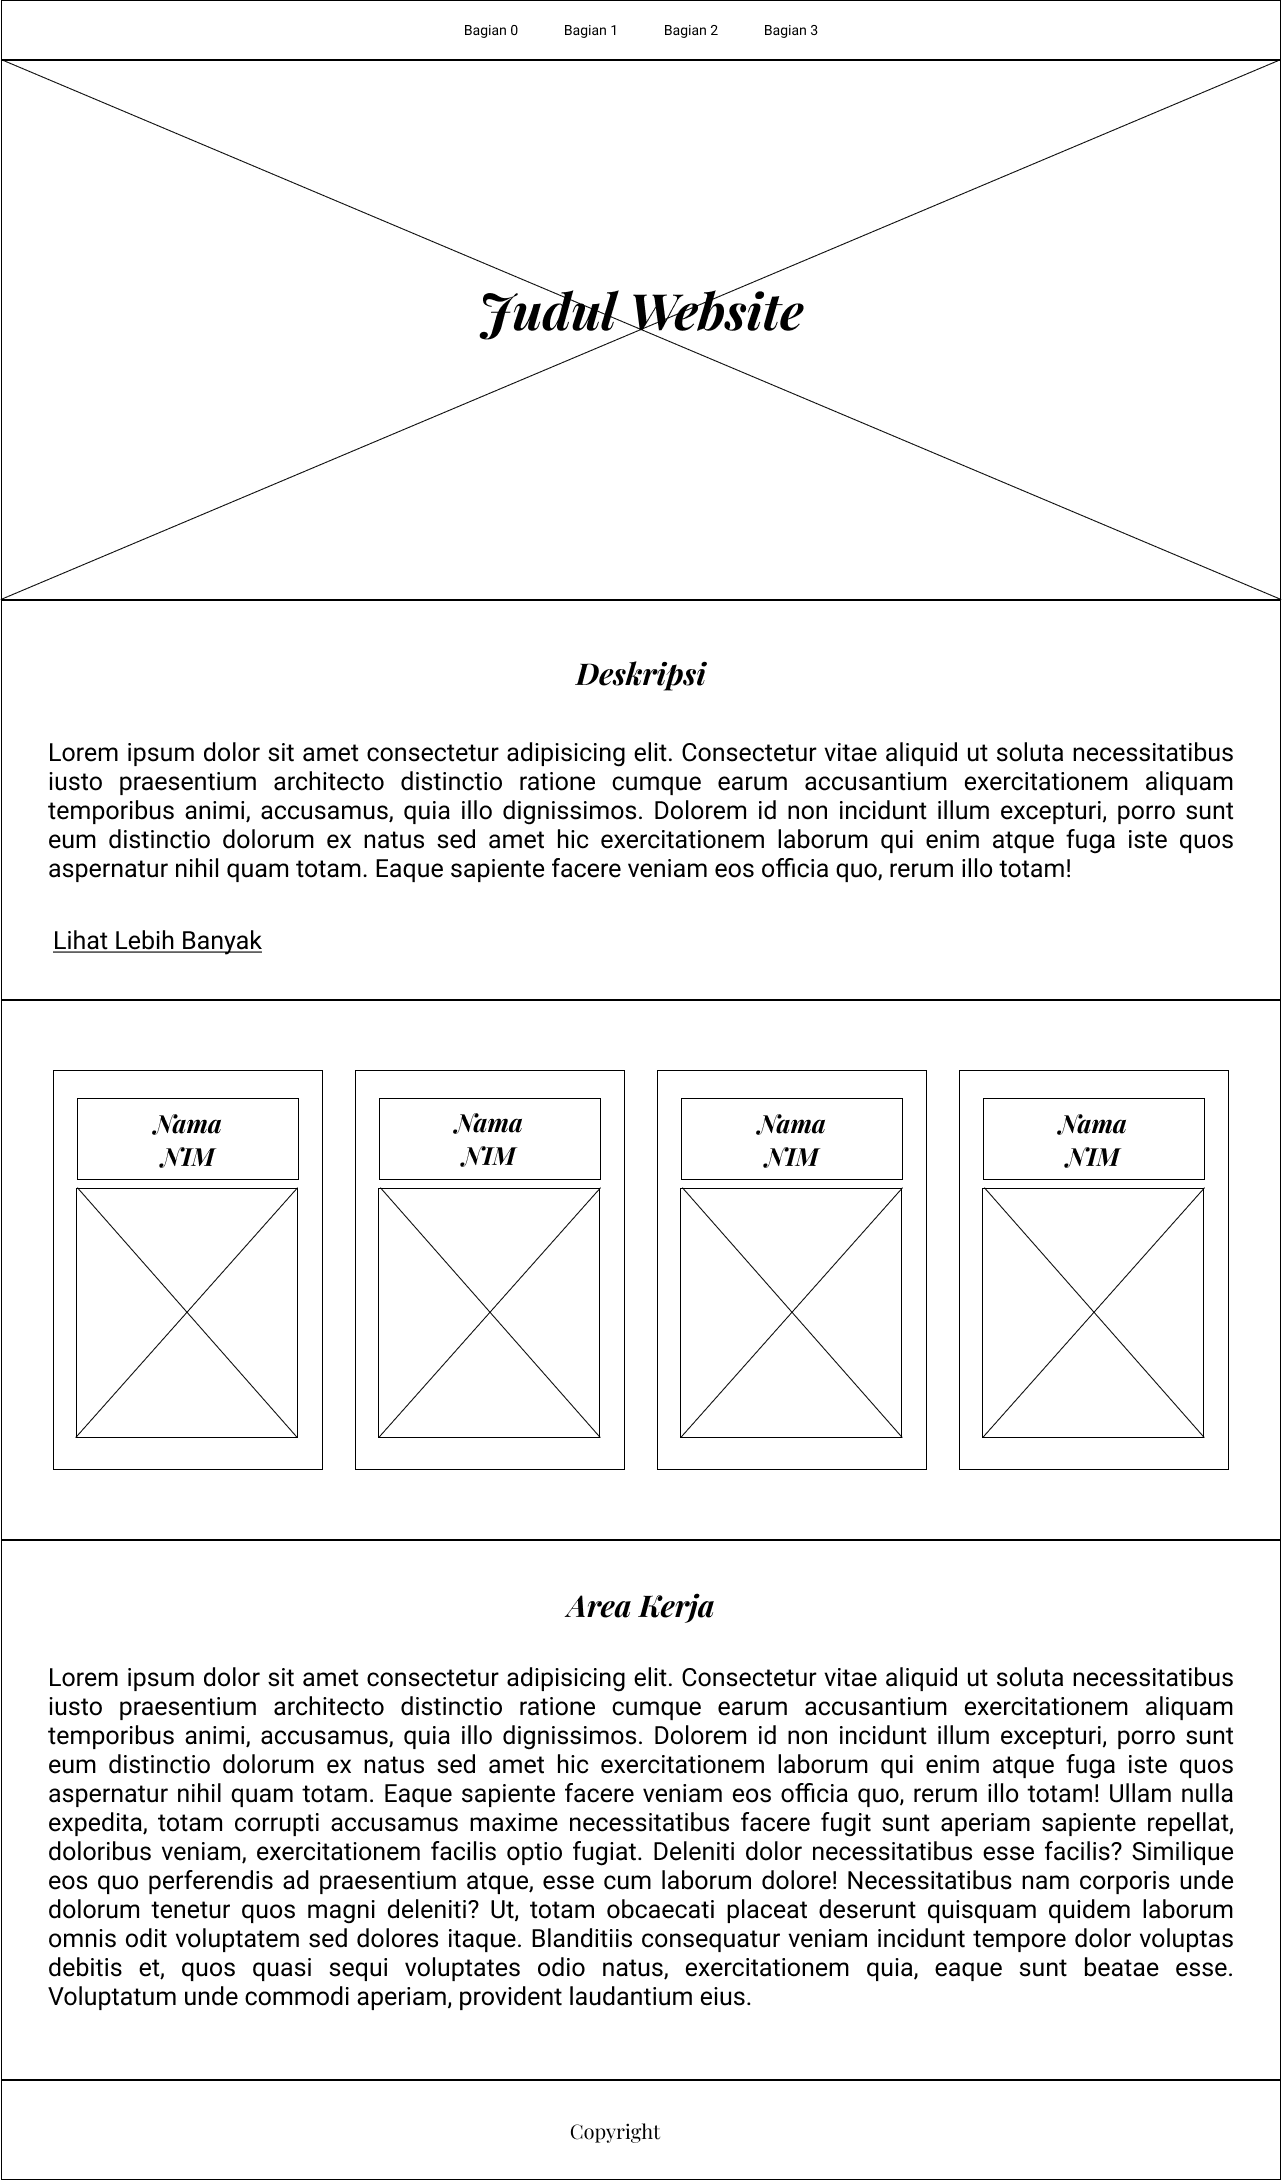 Bagian 0 Bagian 1 Bagian 2 Bagian 3
Judul Website
Deskripsi
Lorem ipsum dolor sit amet consectetur adipisicing elit. Consectetur vitae aliquid ut soluta necessitatibus
iusto praesentium architecto distinctio ratione cumque earum accusantium exercitationem aliquam
temporibus animi, accusamus, quia illo dignissimos. Dolorem id non incidunt illum excepturi, porro sunt
eum distinctio dolorum ex natus sed amet hic exercitationem laborum qui enim atque fuga iste quos
aspernatur nihil quam totam. Eaque sapiente facere veniam eos officia quo, rerum illo totam!
Lihat Lebih Banyak
Nama
NIM
Nama
NIM
Nama
NIM
Nama
NIM
Area Kerja
Lorem ipsum dolor sit amet consectetur adipisicing elit. Consectetur vitae aliquid ut soluta necessitatibus
iusto praesentium architecto distinctio ratione cumque earum accusantium exercitationem aliquam
temporibus animi, accusamus, quia illo dignissimos. Dolorem id non incidunt illum excepturi, porro sunt
eum distinctio dolorum ex natus sed amet hic exercitationem laborum qui enim atque fuga iste quos
aspernatur nihil quam totam. Eaque sapiente facere veniam eos officia quo, rerum illo totam! Ullam nulla
expedita, totam corrupti accusamus maxime necessitatibus facere fugit sunt aperiam sapiente repellat,
doloribus veniam, exercitationem facilis optio fugiat. Deleniti dolor necessitatibus esse facilis? Similique
eos quo perferendis ad praesentium atque, esse cum laborum dolore! Necessitatibus nam corporis unde
dolorum tenetur quos magni deleniti? Ut, totam obcaecati placeat deserunt quisquam quidem laborum
omnis odit voluptatem sed dolores itaque. Blanditiis consequatur veniam incidunt tempore dolor voluptas
debitis et, quos quasi sequi voluptates odio natus, exercitationem quia, eaque sunt beatae esse.
Voluptatum unde commodi aperiam, provident laudantium eius.
Copyright